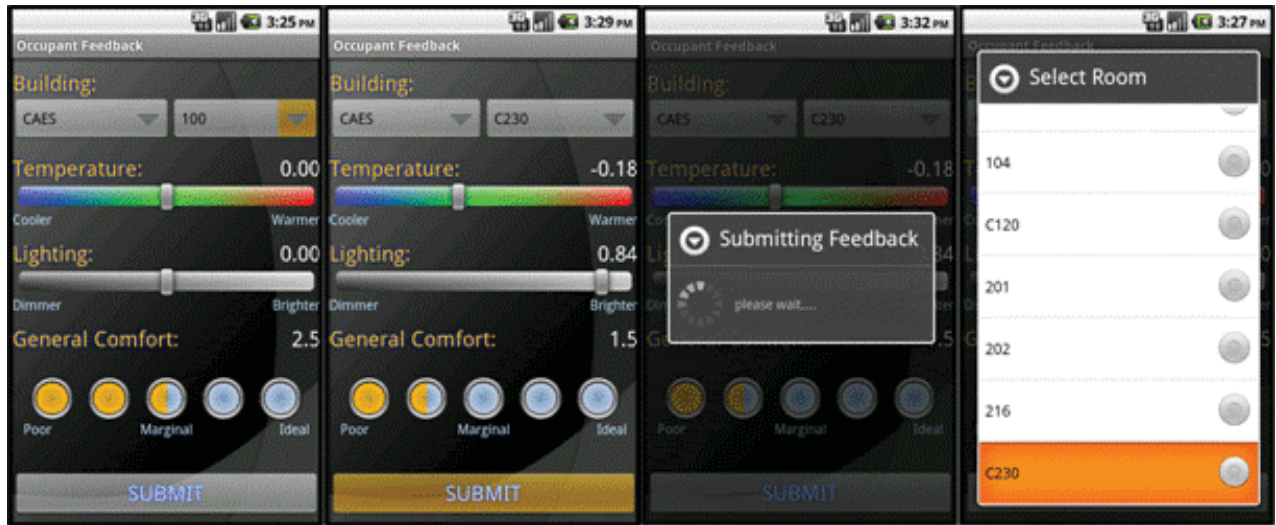 3:25 PM
Occupant Feedback
Building:
CAES 100
Temperature: 0.00
Cooler Warmer
Lighting: 0.00
Dimmer Brighter
General Comfort: 2.5
Poor Marginal Ideal
SUBMIT
3:29 PM
Occupant Feedback
Building:
CAES C230
Temperature: -0.18
Cooler Warmer
Lighting: 0.84
Dimmer Brighter
General Comfort: 1.5
Poor Marginal Ideal
SUBMIT
3:32 PM
Occupant Feedback
Building:
CAES C230
Temperature: -0.18
Submitting Feedback
please wait....
Poor Marginal Ideal
SUBMIT
3:27 PM
Occupant Feedback
Select Room
104
C120
201
202
216
C230